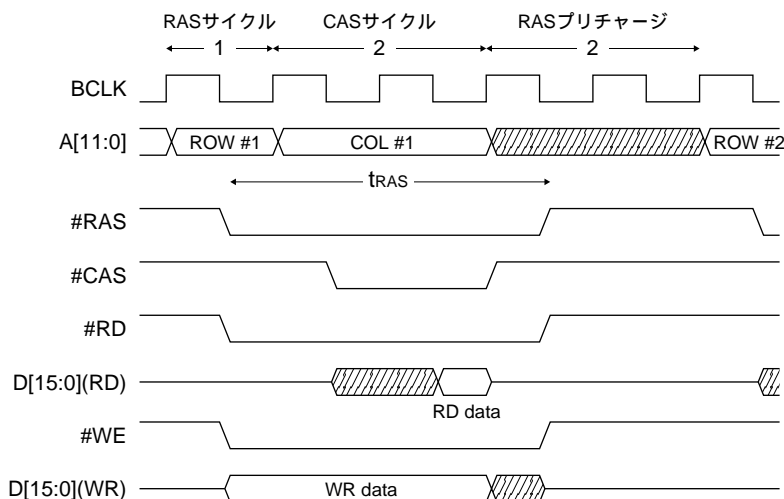 RASサイクル CASサイクル RASプリチャージ
1 2 2
BCLK
A[11:0] ROW #1 COL #1 ROW #2
tRAS
#RAS
#CAS
#RD
D[15:0](RD)
RD data
#WE
D[15:0](WR) WR data